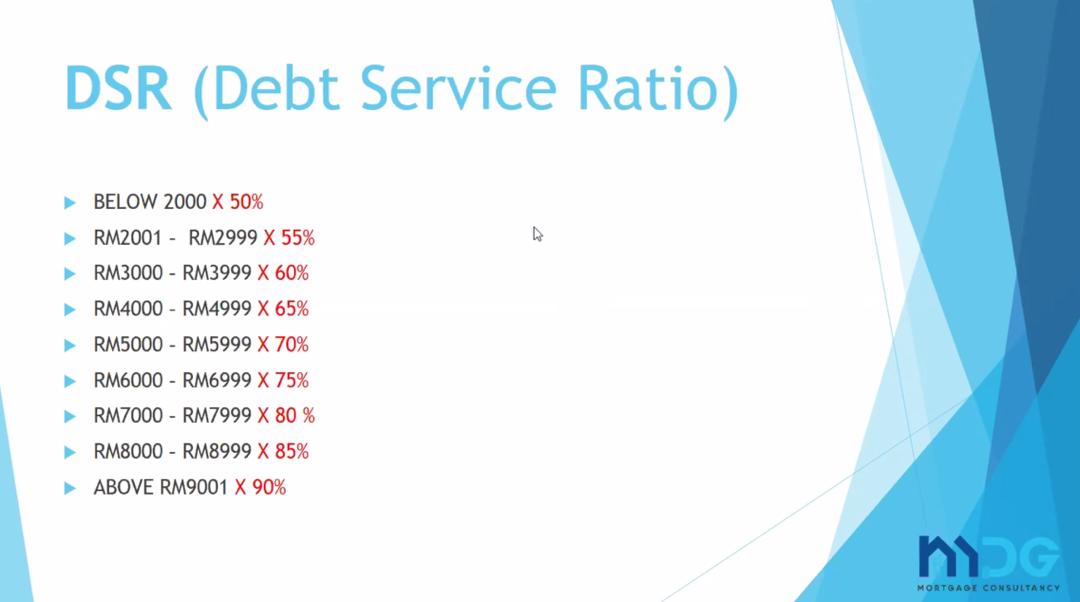 DSR (Debt Service Ratio)
BELOW 2000 X 50%
RM2001 - RM2999 X 55%
RM3000 - RM3999 X 60%
RM4000 - RM4999 X 65%
RM5000 - RM5999 X 70%
RM6000 - RM6999 X 75%
RM7000 - RM7999 X 80 %
RM8000 - RM8999 X 85%
ABOVE RM9001 X 90%
MDG
MORTGAGE CONSULTANCY